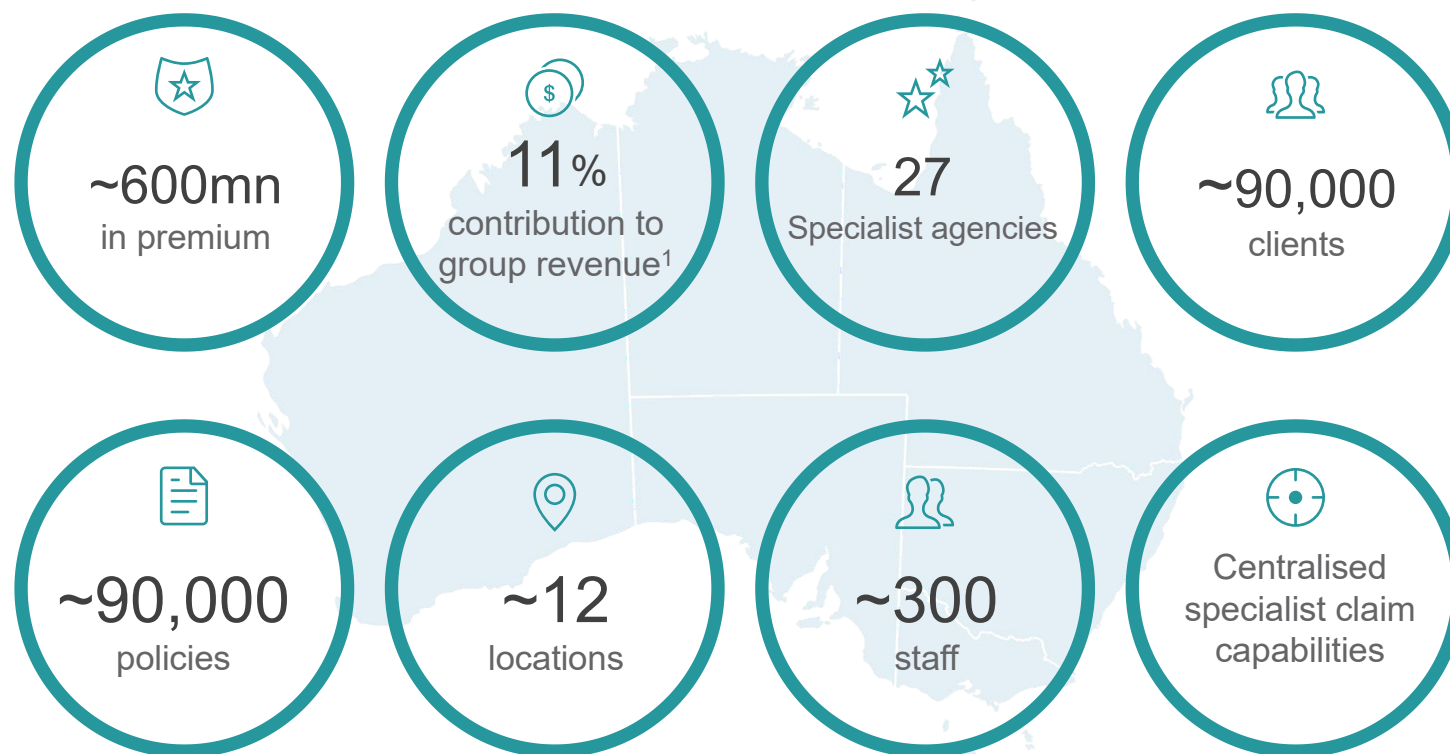 ~600mn
in premium
$
11%
contribution to
group revenue1
27
Specialist agencies
~90,000
clients
~90,000
policies
~12
locations
~300
staff
Centralised
specialist claim
capabilities